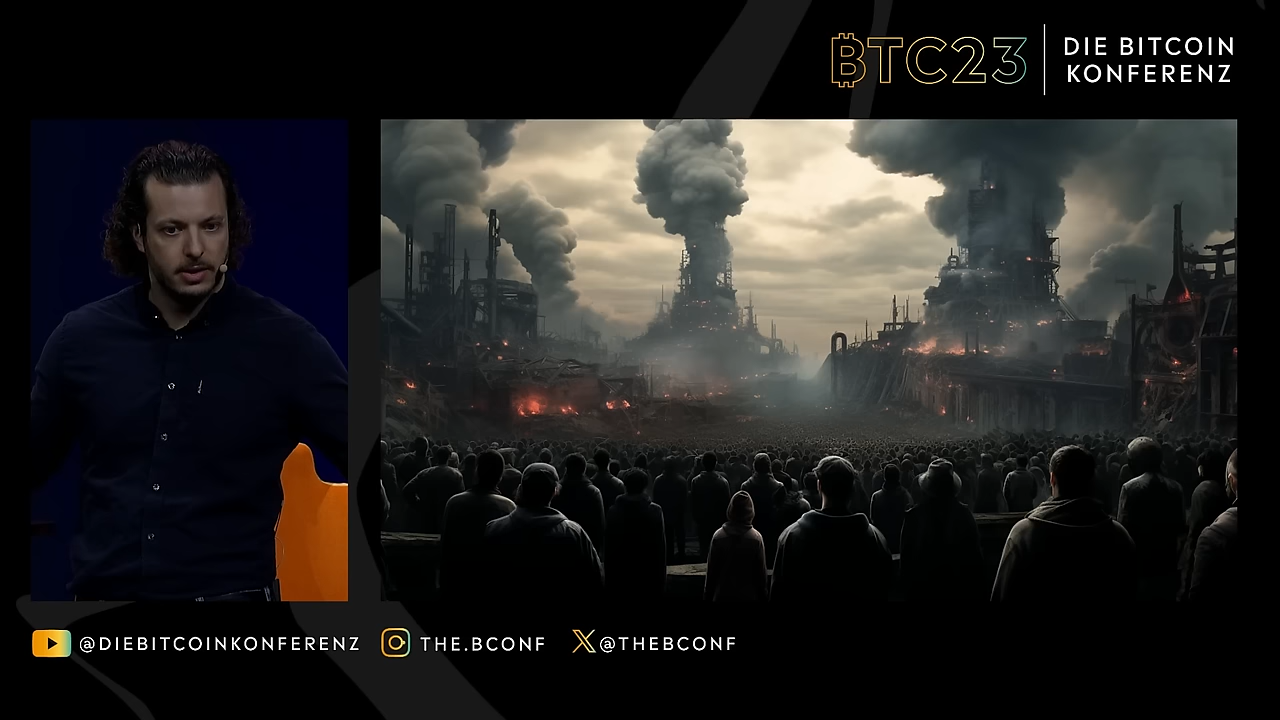 BTC23
DIE BITCOIN
KONFERENZ
@DIEBITCOINKONFERENZ THE.BCONF @THEBCONF